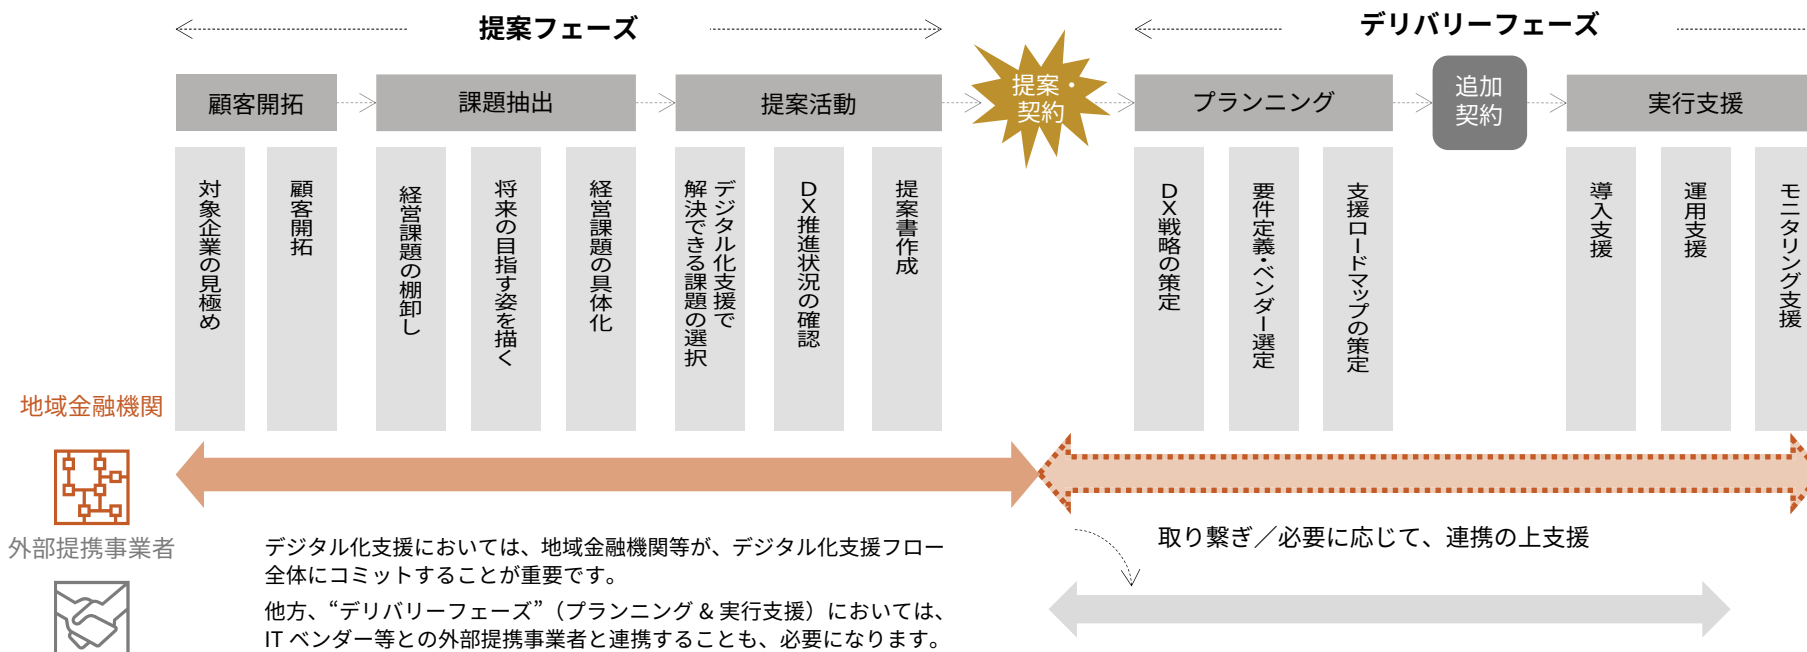 提案フェーズ
デリバリーフェーズ
顧客開拓
課題抽出
提案活動
提案・
契約
プランニング
追加
契約
実行支援
対象企業の見極め
顧客開拓
経営課題の棚卸し
将来の目指す姿を描く
経営課題の具体化
デジタル化支援で
解決できる課題の選択
DX推進状況の確認
提案書作成
DX戦略の策定
要件定義・ベンダー選定
支援ロードマップの策定
導入支援
運用支援
モニタリング支援
地域金融機関
外部提携事業者
取り繋ぎ／必要に応じて、連携の上支援
デジタル化支援においては、地域金融機関等が、デジタル化支援フロー
全体にコミットすることが重要です。
他方、“デリバリーフェーズ”（プランニング & 実行支援）においては、
IT ベンダー等との外部提携事業者と連携することも、必要になります。